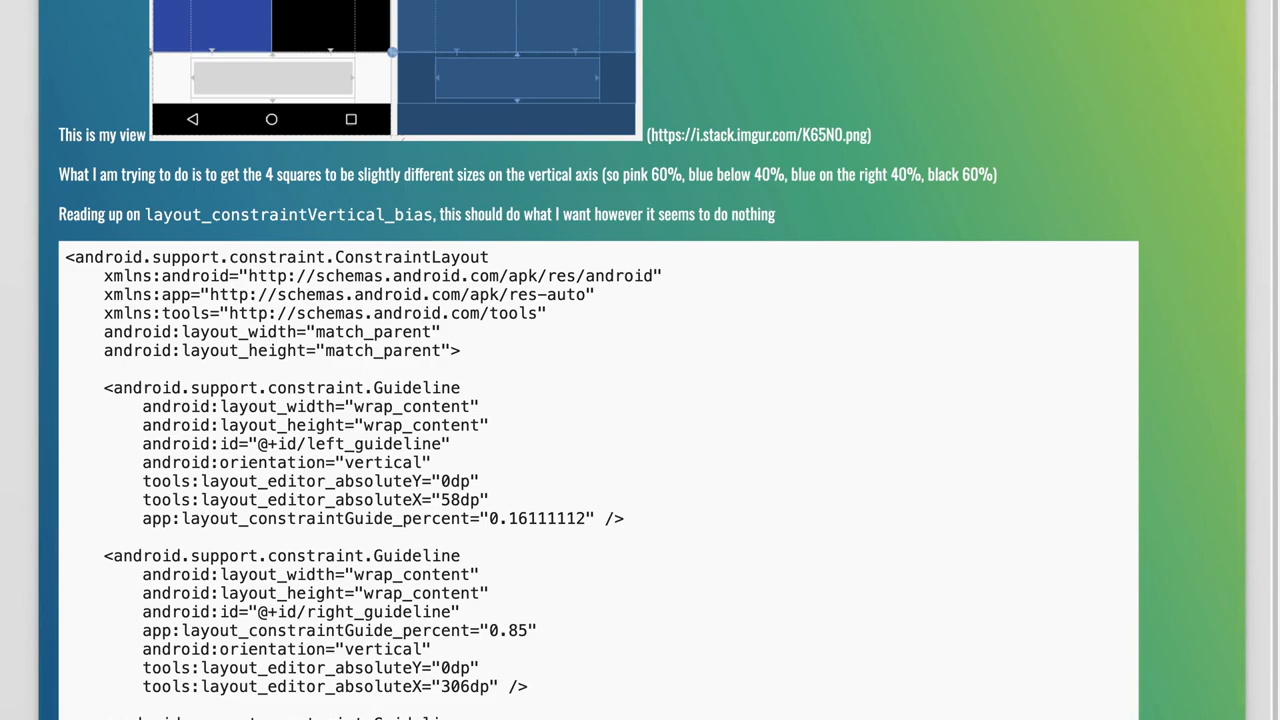 This is my view (https://i.stack.imgur.com/K65N0.png)
What I am trying to do is to get the 4 squares to be slightly different sizes on the vertical axis (so pink 60%, blue below 40%, blue on the right 40%, black 60%)
Reading up on layout_constraintVertical_bias, this should do what I want however it seems to do nothing
<android.support.constraint.ConstraintLayout
xmlns:android="http://schemas.android.com/apk/res/android"
xmlns:app="http://schemas.android.com/apk/res-auto"
xmlns:tools="http://schemas.android.com/tools"
android:layout_width="match_parent"
android:layout_height="match_parent">
<android.support.constraint.Guideline
android:layout_width="wrap_content"
android:layout_height="wrap_content"
android:id="@+id/left_guideline"
android:orientation="vertical"
tools:layout_editor_absoluteY="0dp"
tools:layout_editor_absoluteX="58dp"
app:layout_constraintGuide_percent="0.16111112" />
<android.support.constraint.Guideline
android:layout_width="wrap_content"
android:layout_height="wrap_content"
android:id="@+id/right_guideline"
app:layout_constraintGuide_percent="0.85"
android:orientation="vertical"
tools:layout_editor_absoluteY="0dp"
tools:layout_editor_absoluteX="306dp" />